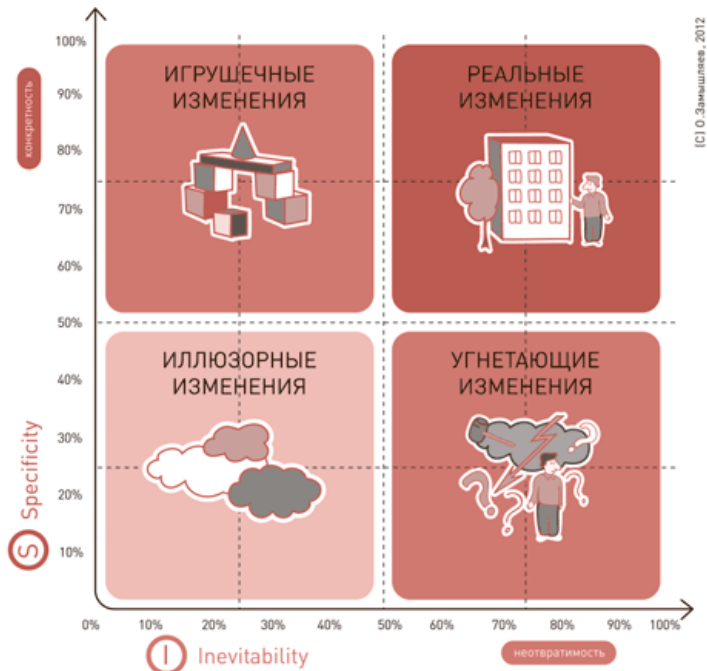 100%
90%
80%
70%
60%
50%
40%
30%
20%
10%
конкретность
S Specificity
ИГРУШЕЧНЫЕ
ИЗМЕНЕНИЯ
РЕАЛЬНЫЕ
ИЗМЕНЕНИЯ
(C) О.Замышляев, 2012
ИЛЛЮЗОРНЫЕ
ИЗМЕНЕНИЯ
УГНЕТАЮЩИЕ
ИЗМЕНЕНИЯ
0% 10% 20% 30% 40% 50% 60% 70% 80% 90% 100%
I Inevitability
неотвратимость